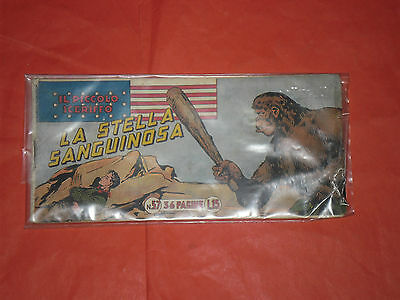 IL PICCOLO
SCERIFFO
LA STELLA
SANGUINOSA
N.57 36 PAGINE L.15